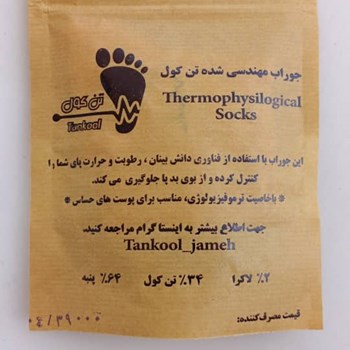 جوراب مهندسی شده تن کول
Thermophysilogical
Socks
تن کول
Tankool
این جوراب با استفاده از فناوری دانش بنیان، رطوبت و حرارت پای شما را
کنترل کرده و از بوی بد پا جلوگیری می کند.
* باخاصیت ترموفیزیولوژی، مناسب برای پوست های حساس *
جهت اطلاع بیشتر به اینستا گرام مراجعه کنید.
Tankool_jameh
۲٪ لاکرا ۳۴٪ تن کول ۶۴٪ پنبه
قیمت مصرف کننده: